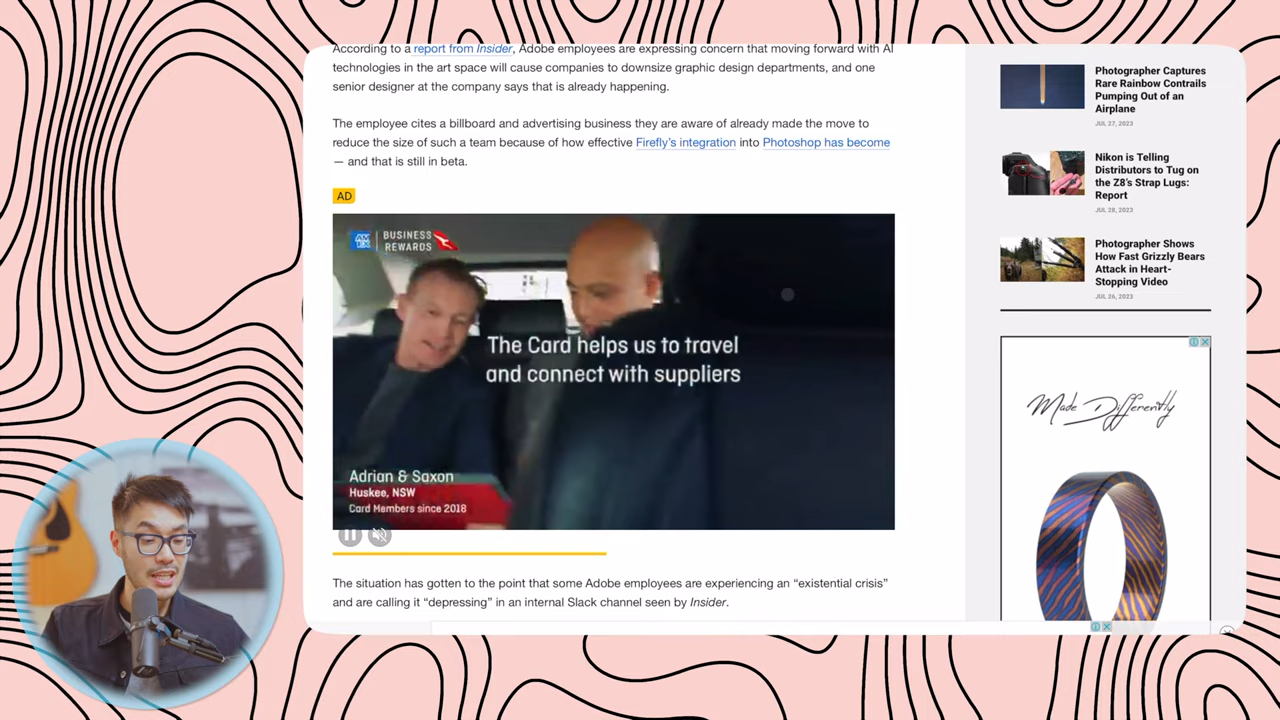 According to a report from Insider, Adobe employees are expressing concern that moving forward with AI
technologies in the art space will cause companies to downsize graphic design departments, and one
senior designer at the company says that is already happening.
The employee claims a billboard and advertising business they are aware of already made the move to
reduce the size of such a team because of how effective Firefly's integration into Photoshop has become
— and that is still in beta.
AD
AM
EX
BUSINESS
REWARDS
The Card helps us to travel
and connect with suppliers
Adrian & Saxon
Huskee, NSW
Card Members since 2018
The situation has gotten to the point that some Adobe employees are experiencing an “existential crisis”
and are calling it “depressing” in an internal Slack channel seen by Insider.
Photographer Captures
Rare Rainbow Contrails
Pumping Out of an
Airplane
JUL 27, 2023
Nikon is Telling
Distributors to Tug on
the Z8's Strap Lugs:
Report
JUL 28, 2023
Photographer Shows
How Fast Grizzly Bears
Attack in Heart-
Stopping Video
JUL 26, 2023
Made Differently